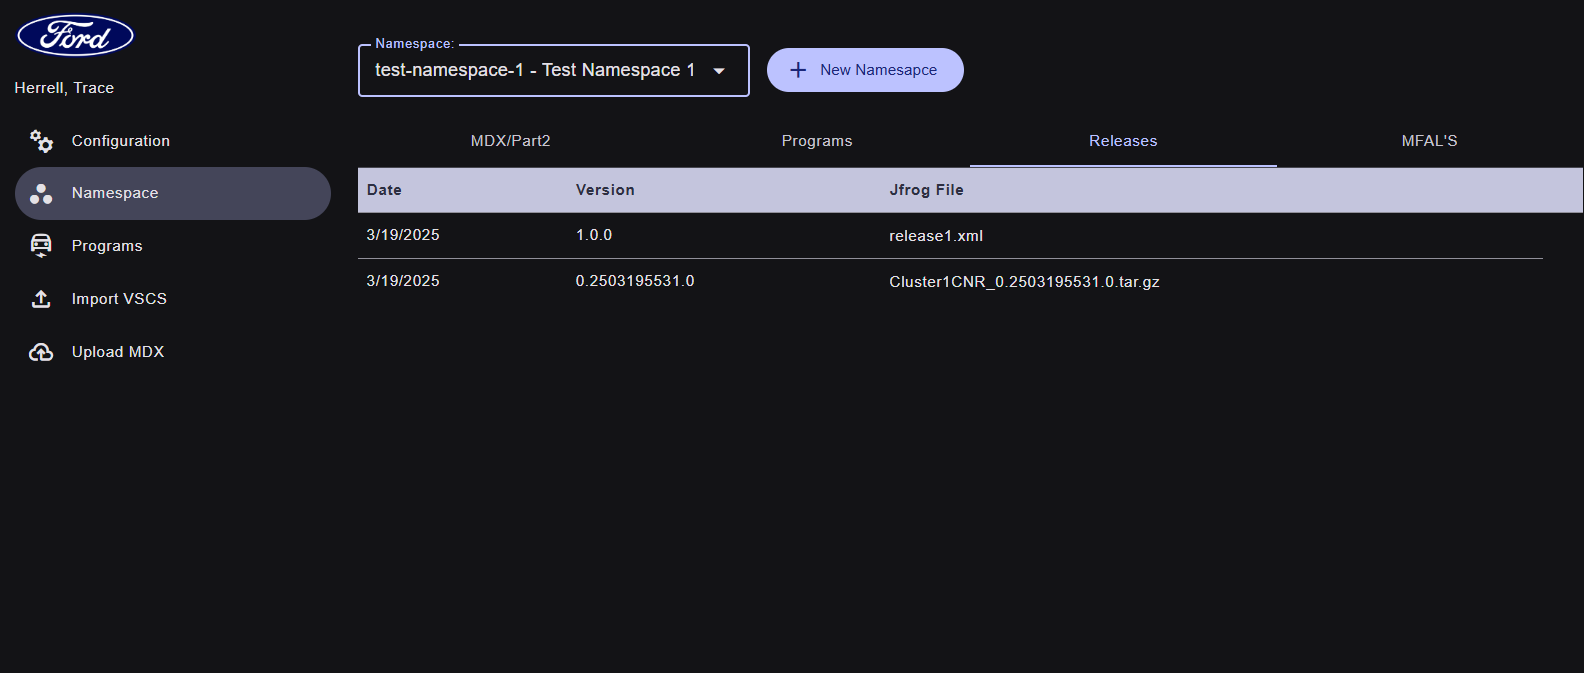 Ford
Herrell, Trace
Configuration
Namespace
Programs
Import VSCS
Upload MDX
Namespace:
test-namespace-1 - Test Namespace 1
New Namesapce
MDX/Part2 Programs Releases MFAL'S
Date Version Jfrog File
3/19/2025 1.0.0 release1.xml
3/19/2025 0.2503195531.0 Cluster1CNR_0.2503195531.0.tar.gz